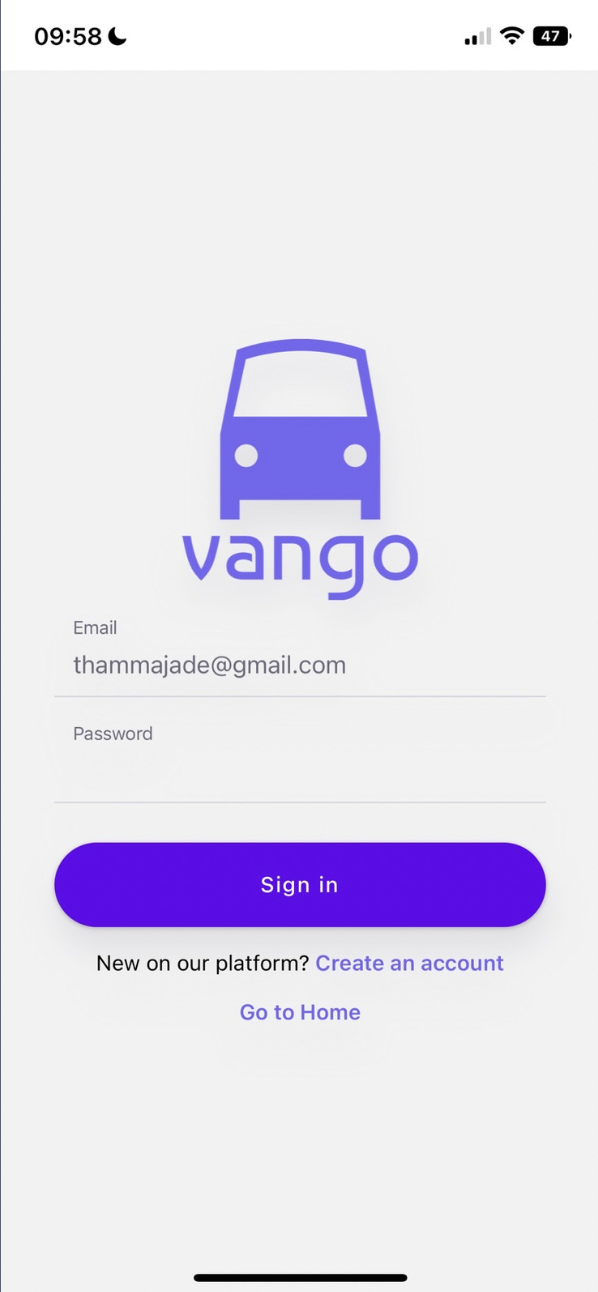 09:58
47
vango
Email
thammajade@gmail.com
Password
Sign in
New on our platform? Create an account
Go to Home